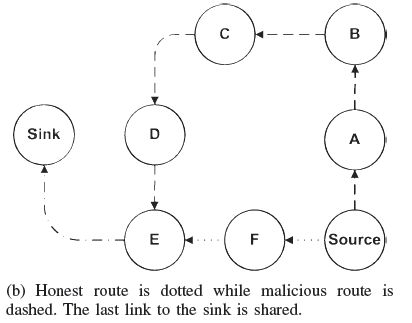 C
B
Sink
D
A
E
F
Source
(b) Honest route is dotted while malicious route is
dashed. The last link to the sink is shared.